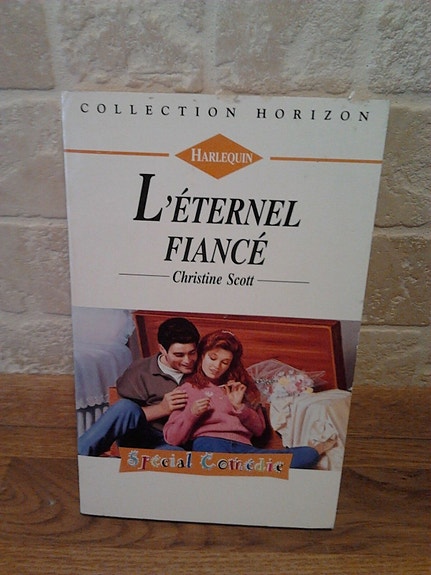 COLLECTION HORIZON
HARLEQUIN
L'ÉTERNEL
FIANCÉ
Christine Scott
Spécial Comédie